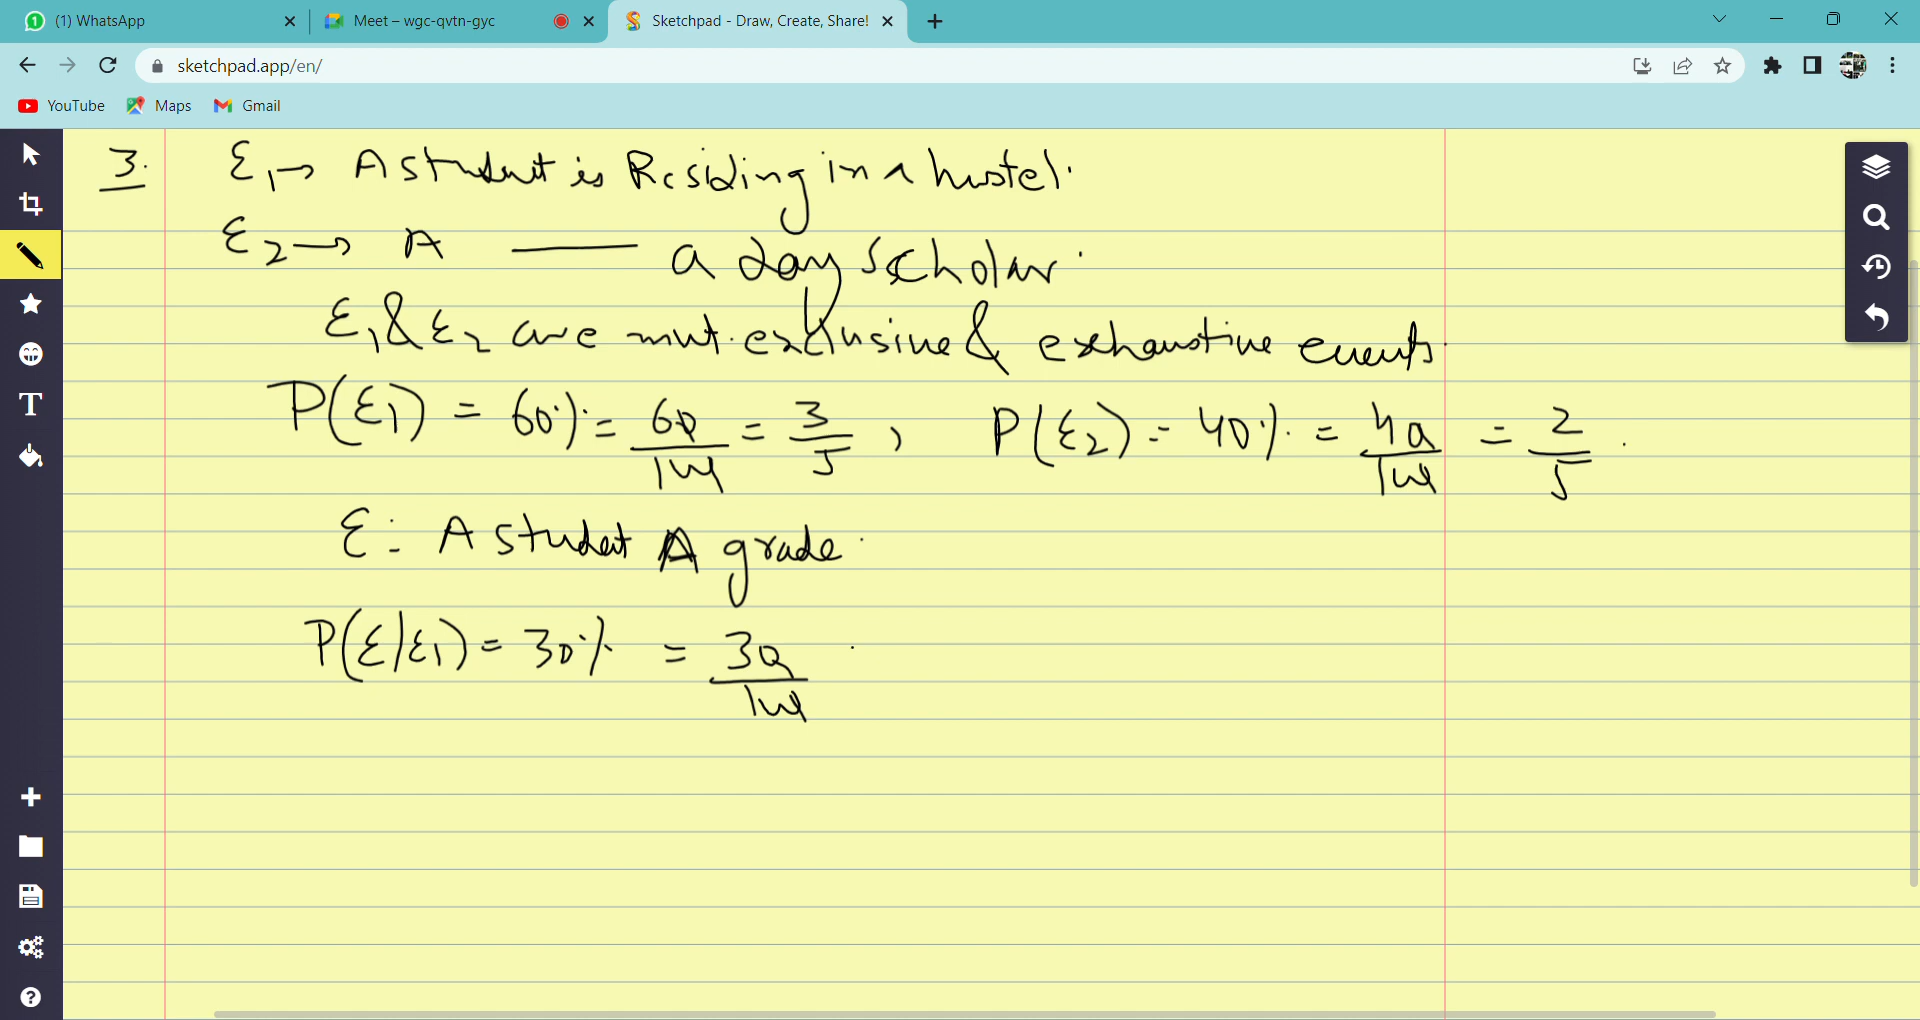 (1) WhatsApp
Meet – wgc-qvtn-gyc
Sketchpad - Draw, Create, Share!
sketchpad.app/en/
YouTube Maps Gmail
3. E1 → A student is Residing in a hostel.
E2 → A —— a day scholar.
E1 & E2 are mut. exclusive & exhaustive events.
P(E1) = 60% = 60/100 = 3/5 , P(E2) = 40% = 40/100 = 2/5 .
E: A student A grade.
P(E|E1) = 30% = 30/100 .
T